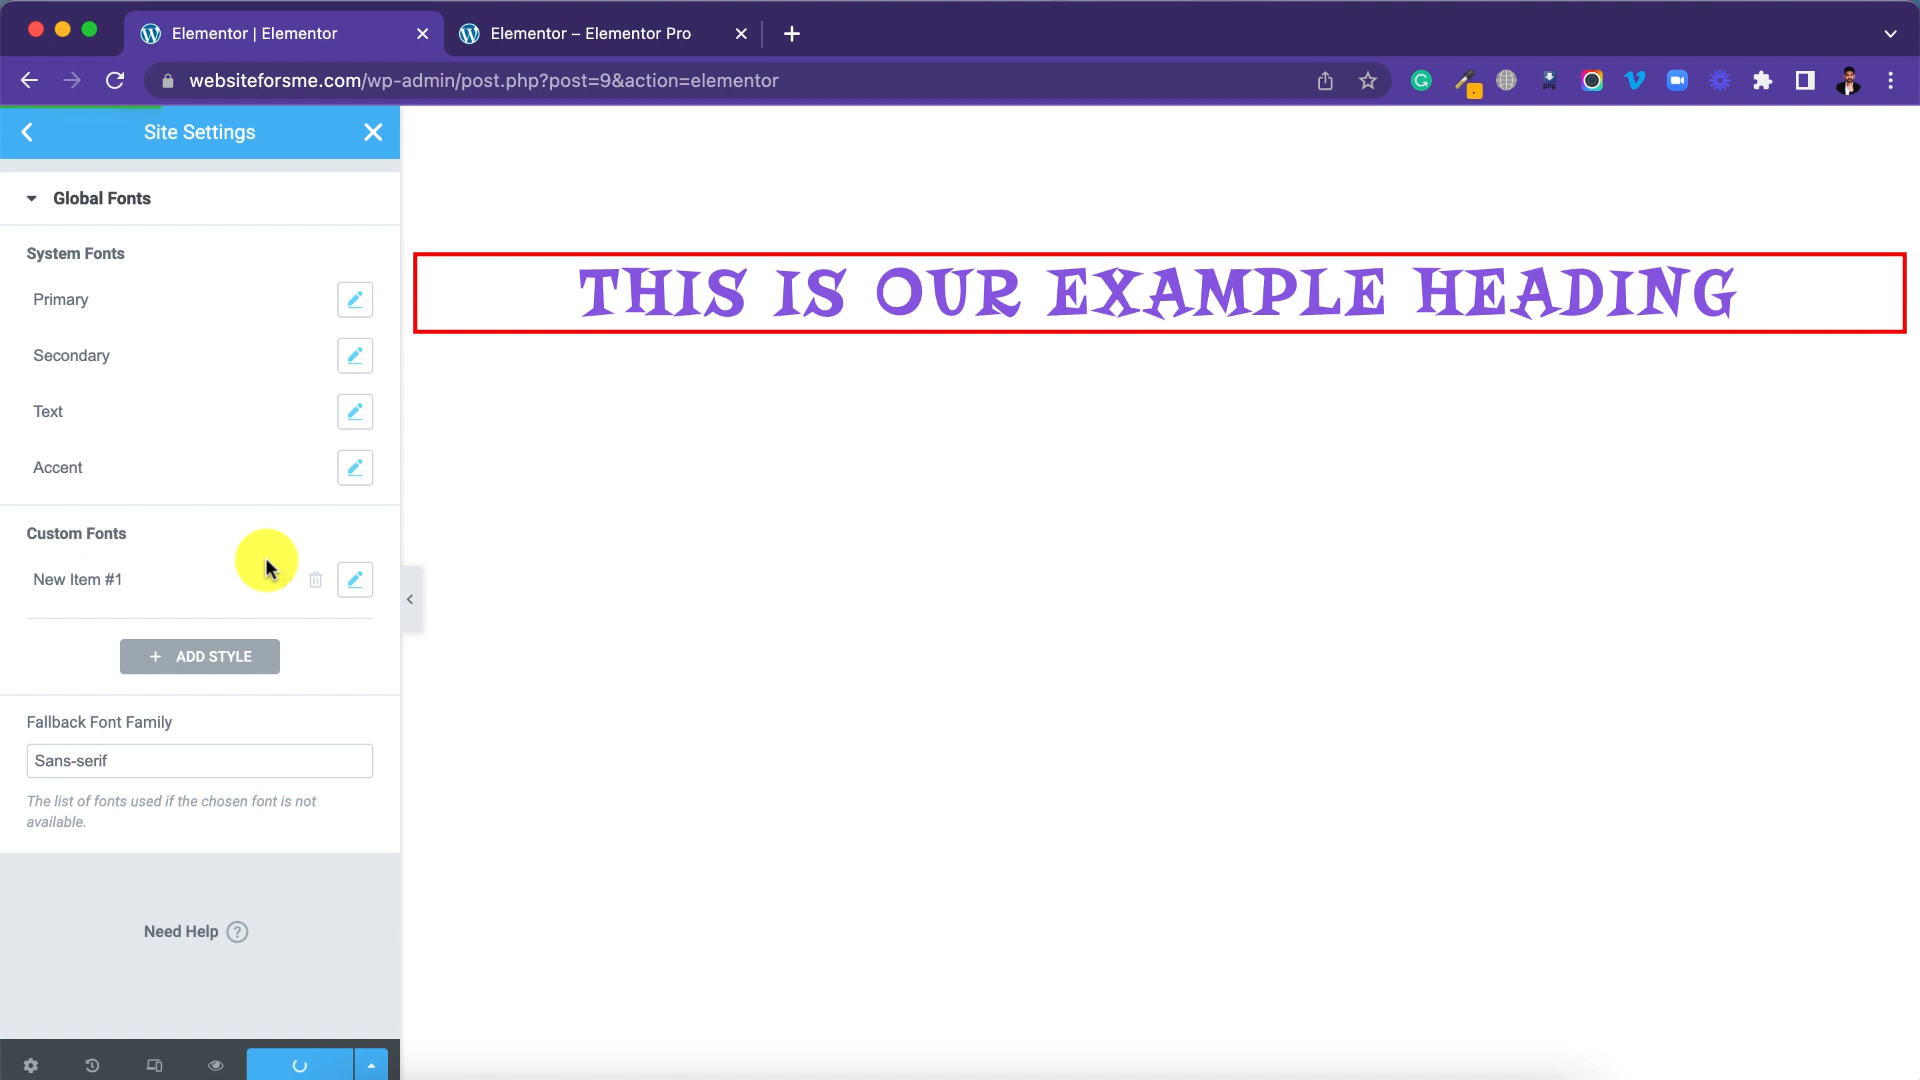 Elementor | Elementor
Elementor – Elementor Pro
websiteforsme.com/wp-admin/post.php?post=9&action=elementor
Site Settings
Global Fonts
System Fonts
Primary
Secondary
Text
Accent
Custom Fonts
New Item #1
+ ADD STYLE
Fallback Font Family
Sans-serif
The list of fonts used if the chosen font is not
available.
Need Help ?
THIS IS OUR EXAMPLE HEADING